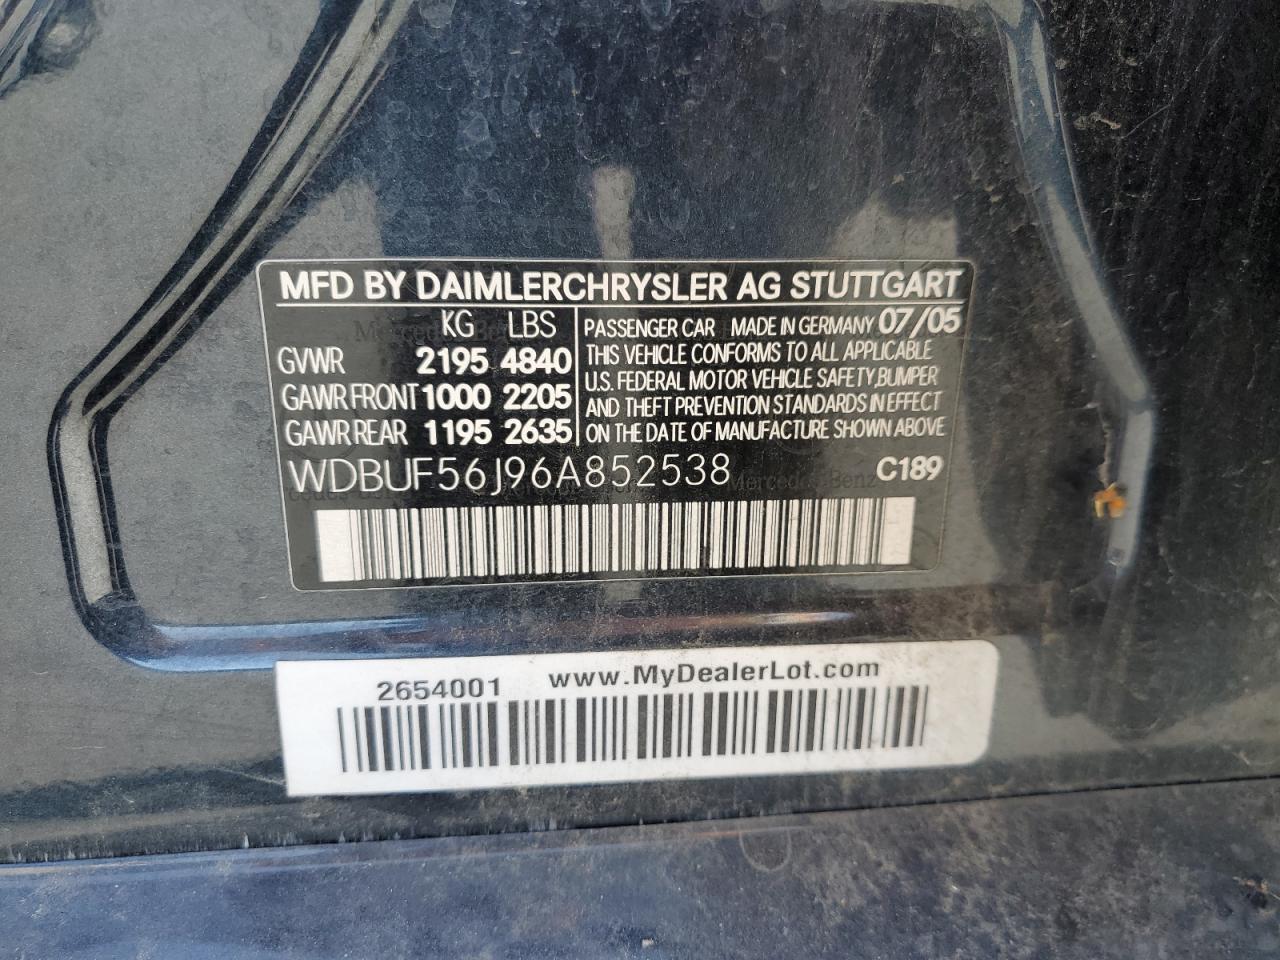 MFD BY DAIMLERCHRYSLER AG STUTTGART
KG LBS
GVWR 2195 4840
GAWR FRONT 1000 2205
GAWR REAR 1195 2635
PASSENGER CAR MADE IN GERMANY 07/05
THIS VEHICLE CONFORMS TO ALL APPLICABLE
U.S. FEDERAL MOTOR VEHICLE SAFETY,BUMPER
AND THEFT PREVENTION STANDARDS IN EFFECT
ON THE DATE OF MANUFACTURE SHOWN ABOVE
WDBUF56J96A852538 C189
2654001 www.MyDealerLot.com